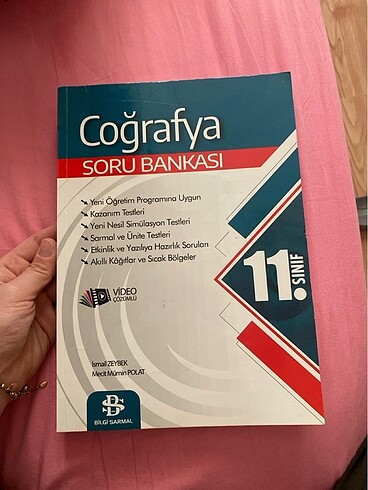 Coğrafya
SORU BANKASI
Yeni Öğretim Programına Uygun
Kazanım Testleri
Yeni Nesil Simülasyon Testleri
Sarmal ve Ünite Testleri
Etkinlik ve Yazılıya Hazırlık Soruları
Akıllı Kâğıtlar ve Sıcak Bölgeler
11. SINIF
VİDEO
ÇÖZÜMLÜ
İsmail ZEYBEK
Mecit Mümin POLAT
BİLGİ SARMAL